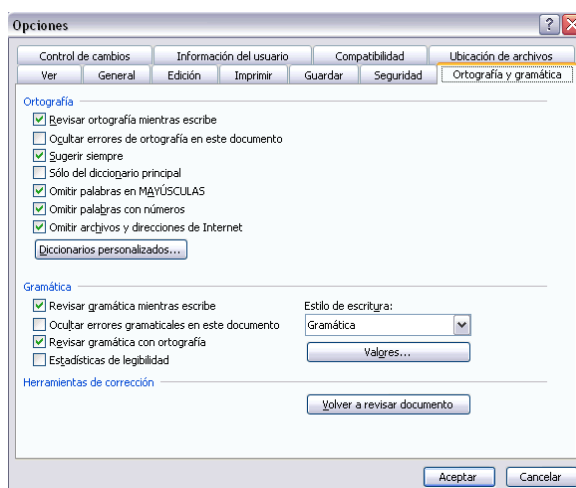 Opciones
Control de cambios Información del usuario Compatibilidad Ubicación de archivos
Ver General Edición Imprimir Guardar Seguridad Ortografía y gramática
Ortografía
Revisar ortografía mientras escribe
Ocultar errores de ortografía en este documento
Sugerir siempre
Sólo del diccionario principal
Omitir palabras en MAYÚSCULAS
Omitir palabras con números
Omitir archivos y direcciones de Internet
Diccionarios personalizados...
Gramática
Revisar gramática mientras escribe Estilo de escritura:
Ocultar errores gramaticales en este documento Gramática
Revisar gramática con ortografía
Valores...
Estadísticas de legibilidad
Herramientas de corrección
Volver a revisar documento
Aceptar Cancelar